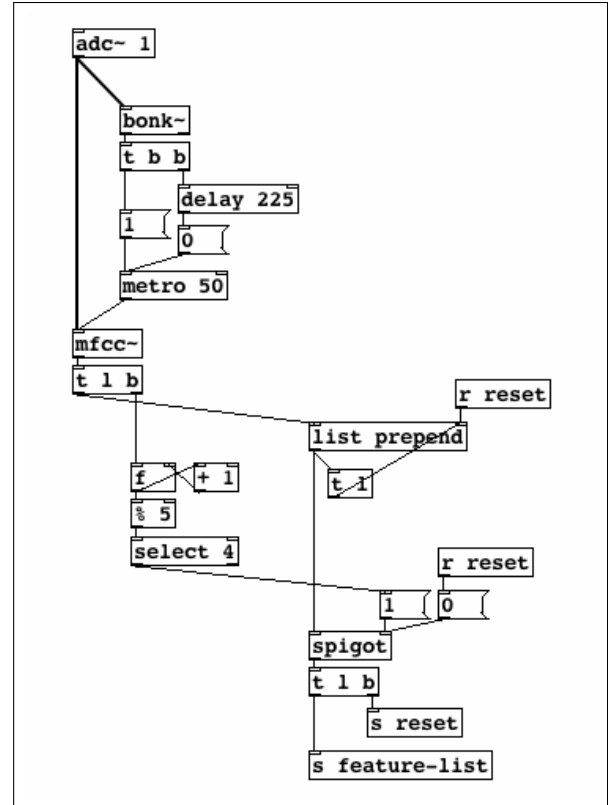 adc~ 1
bonk~
t b b
delay 225
1
0
metro 50
mfcc~
t l b
r reset
list prepend
t l
f
+ 1
% 5
select 4
r reset
1
0
spigot
t l b
s reset
s feature-list